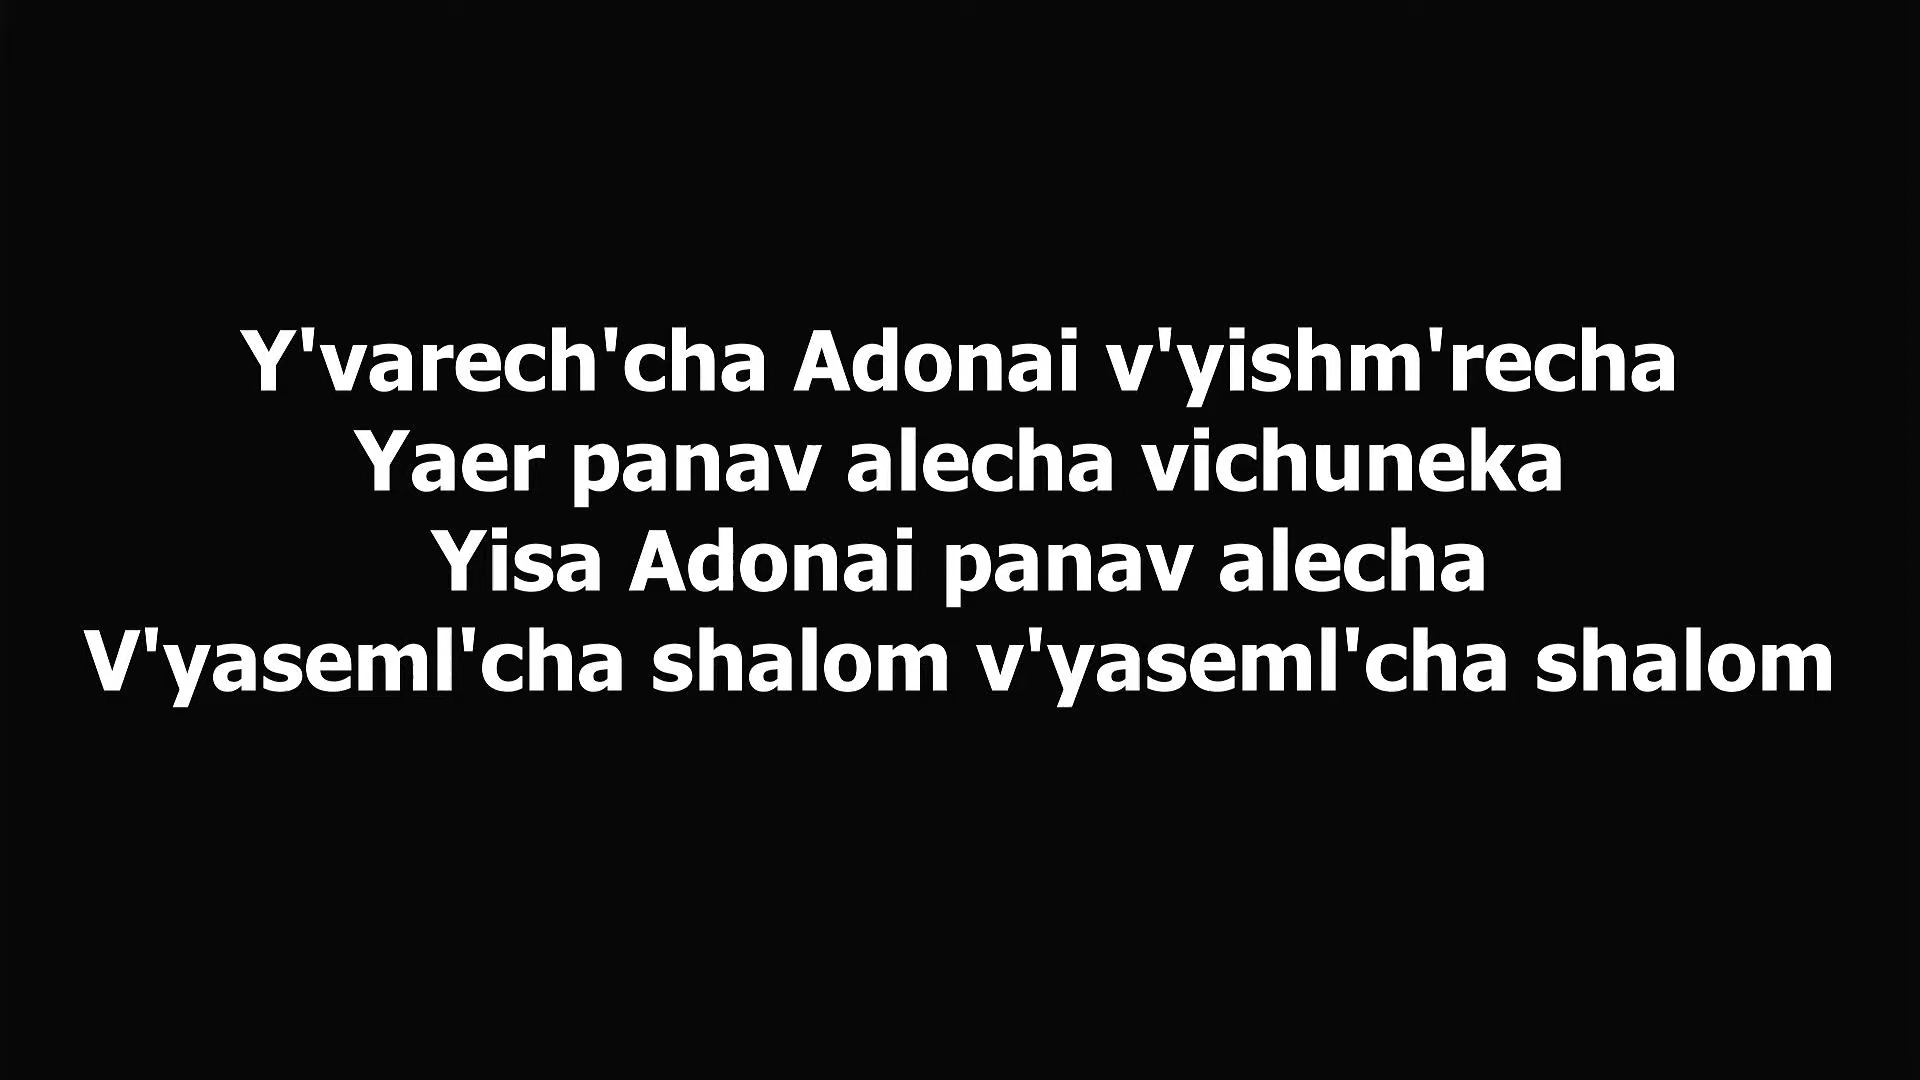 Y'varech'cha Adonai v'yishm'recha
Yaer panav alecha vichuneka
Yisa Adonai panav alecha
V'yaseml'cha shalom v'yaseml'cha shalom